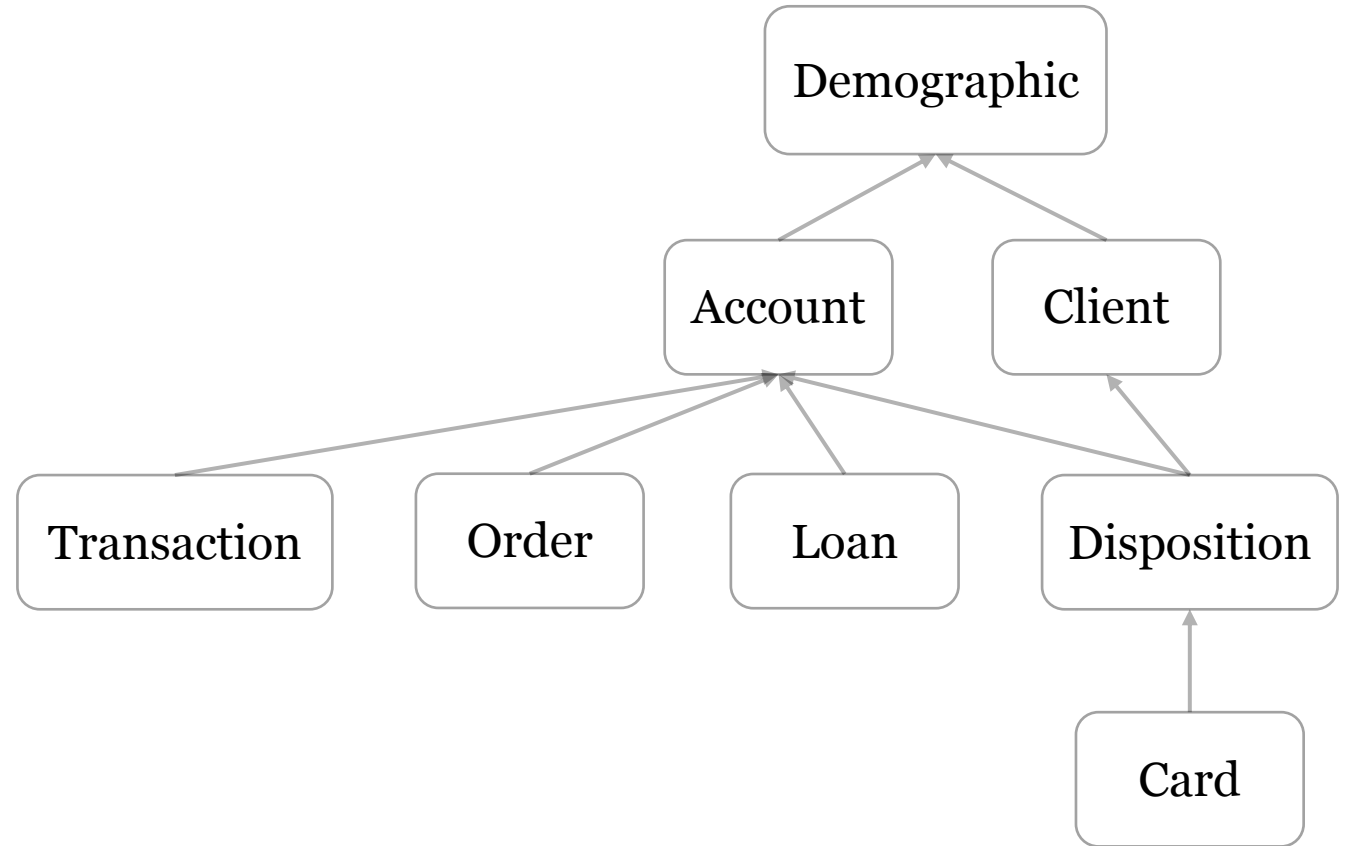 Demographic
Account
Client
Transaction
Order
Loan
Disposition
Card